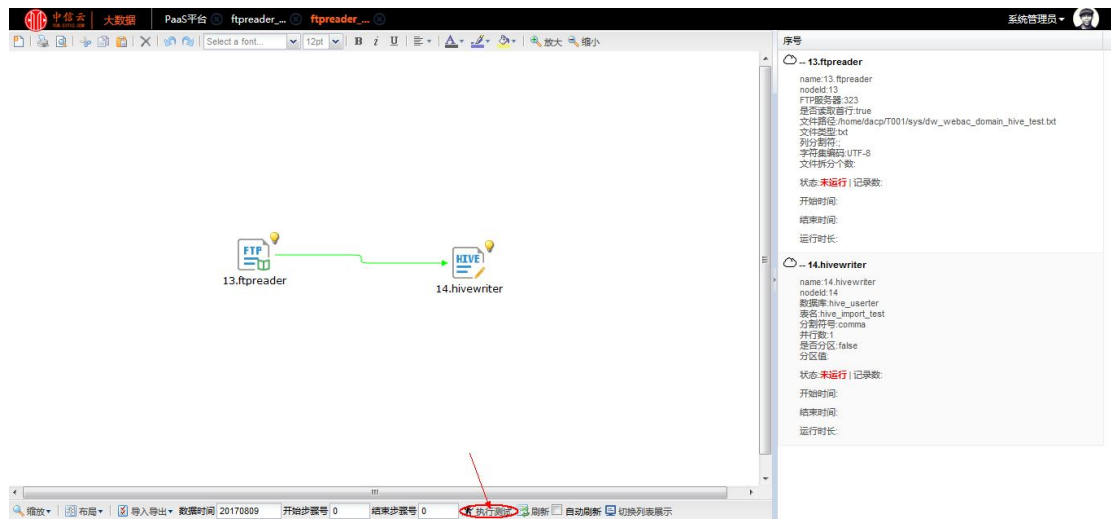 中信云 大数据 PaaS平台 ftpreader_... ftpreader_... 系统管理员
Select a font... 12pt B i U A 放大 缩小
序号
-- 13.ftpreader
name:13.ftpreader
nodeId:13
FTP服务器:323
是否读取首行:true
文件路径:/home/dacp/T001/sys/dw_webac_domain_hive_test.txt
文件类型:txt
列分割符:;
字符集编码:UTF-8
文件拆分个数:
状态:未运行 | 记录数:
开始时间:
结束时间:
运行时长:
FTP
13.ftpreader
HIVE
14.hivewriter
-- 14.hivewriter
name:14.hivewriter
nodeId:14
数据库:hive_userter
表名:hive_import_test
分割符号:comma
并行数:1
是否分区:false
分区值:
状态:未运行 | 记录数:
开始时间:
结束时间:
运行时长:
缩放 布局 导入导出 数据时间 20170809 开始步骤号 0 结束步骤号 0 执行测试 刷新 自动刷新 切换列表展示